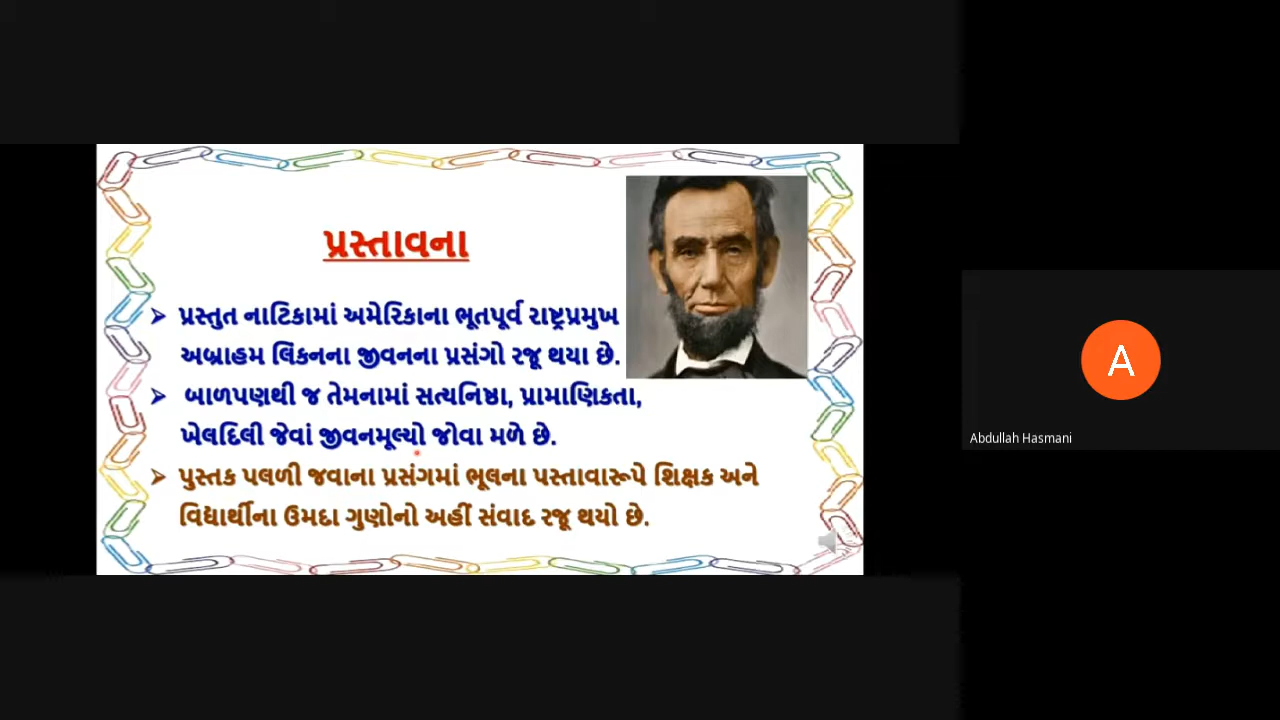 પ્રસ્તાવના
➢ પ્રસ્તુત નાટિકામાં અમેરિકાના ભૂતપૂર્વ રાષ્ટ્રપ્રમુખ
અબ્રાહમ લિંકનના જીવનના પ્રસંગો રજૂ થયા છે.
➢ બાળપણથી જ તેમનામાં સત્યનિષ્ઠા, પ્રામાણિકતા,
ખેલદિલી જેવાં જીવનમૂલ્યો જોવા મળે છે.
➢ પુસ્તક પલળી જવાના પ્રસંગમાં ભૂલના પસ્તાવારૂપે શિક્ષક અને
વિદ્યાર્થીના ઉમદા ગુણોનો અહીં સંવાદ રજૂ થયો છે.
A
Abdullah Hasmani